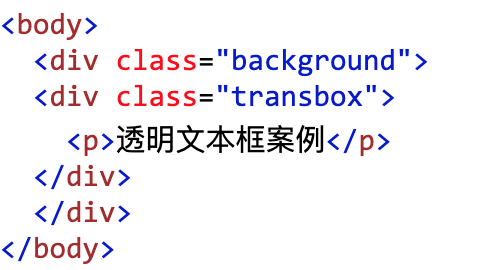 <body>
<div class="background">
<div class="transbox">
<p>透明文本框案例</p>
</div>
</div>
</body>